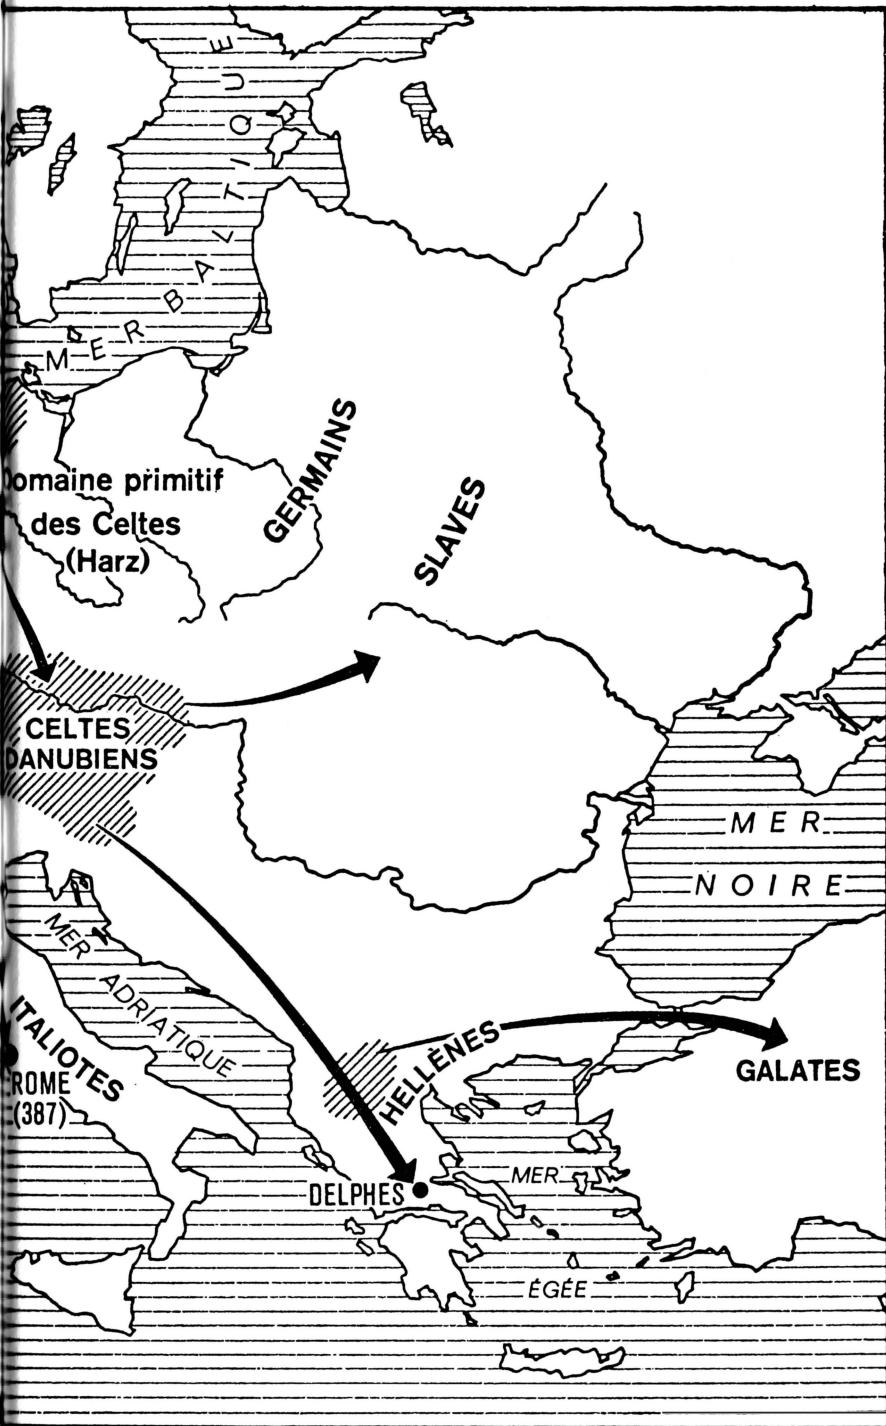 MER BALTIQUE
GERMAINS
omaine primitif
des Celtes
(Harz)
SLAVES
CELTES
DANUBIENS
MER
NOIRE
MER ADRIATIQUE
ITALIOTES
ROME
(387)
HELLÈNES
GALATES
DELPHES
MER
ÉGÉE